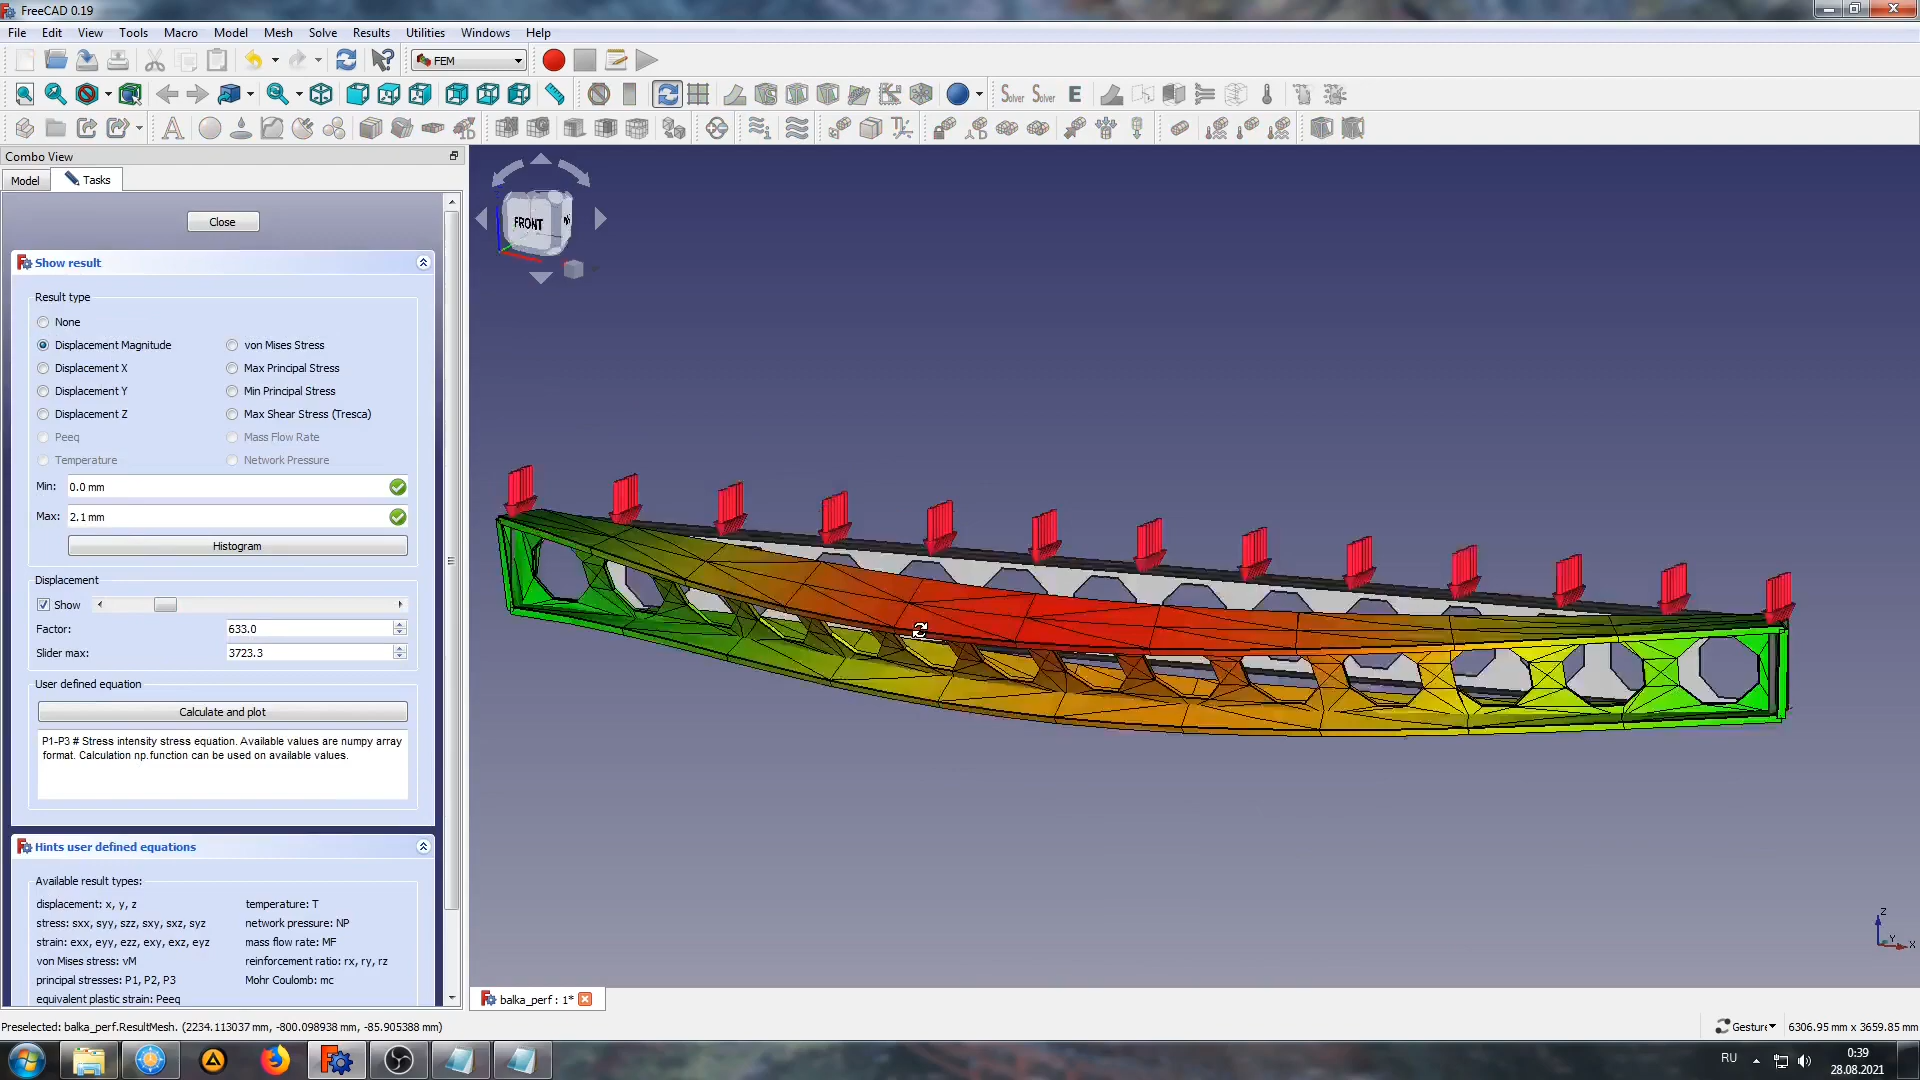 FreeCAD 0.19
File Edit View Tools Macro Model Mesh Solve Results Utilities Windows Help
FEM
Solver Solver E
A
Combo View
Model Tasks
Close
Show result
Result type
None
Displacement Magnitude von Mises Stress
Displacement X Max Principal Stress
Displacement Y Min Principal Stress
Displacement Z Max Shear Stress (Tresca)
Peeq Mass Flow Rate
Temperature Network Pressure
Min: 0.0 mm
Max: 2.1 mm
Histogram
Displacement
Show
Factor: 633.0
Slider max: 3723.3
User defined equation
Calculate and plot
P1-P3 # Stress intensity stress equation. Available values are numpy array
format. Calculation np.function can be used on available values.
Hints user defined equations
Available result types:
displacement: x, y, z temperature: T
stress: sxx, syy, szz, sxy, sxz, syz network pressure: NP
strain: exx, eyy, ezz, exy, exz, eyz mass flow rate: MF
von Mises stress: vM reinforcement ratio: rx, ry, rz
principal stresses: P1, P2, P3 Mohr Coulomb: mc
equivalent plastic strain: Peeq
FRONT
Z
Y
X
balka_perf : 1*
Preselected: balka_perf.ResultMesh. (2234.113037 mm, -800.098938 mm, -85.905388 mm)
Gesture 6306.95 mm x 3659.85 mm
RU
0:39
28.08.2021